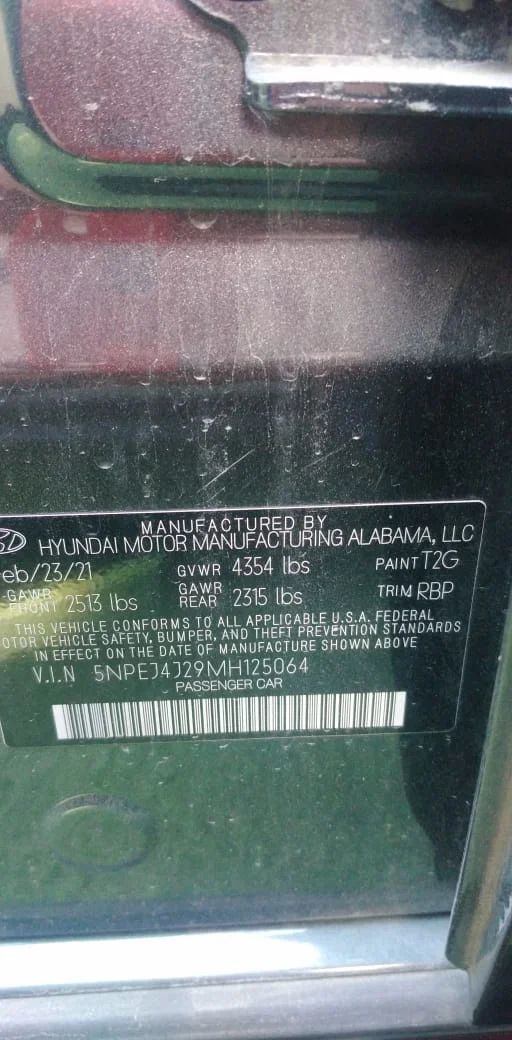 MANUFACTURED BY
HYUNDAI MOTOR MANUFACTURING ALABAMA, LLC
eb/23/21 GVWR 4354 lbs PAINT T2G
GAWR FRONT 2513 lbs GAWR REAR 2315 lbs TRIM RBP
THIS VEHICLE CONFORMS TO ALL APPLICABLE U.S.A. FEDERAL
OTOR VEHICLE SAFETY, BUMPER, AND THEFT PREVENTION STANDARDS
IN EFFECT ON THE DATE OF MANUFACTURE SHOWN ABOVE
V.I.N 5NPEJ4J29MH125064
PASSENGER CAR